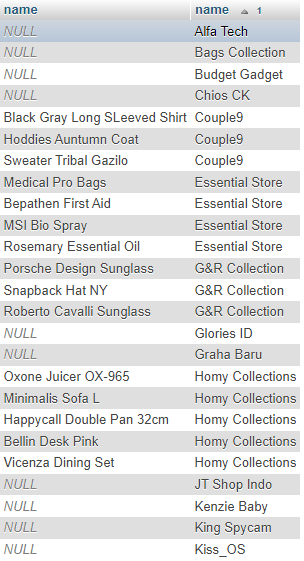 name name 1
NULL Alfa Tech
NULL Bags Collection
NULL Budget Gadget
NULL Chios CK
Black Gray Long SLeeved Shirt Couple9
Hoddies Auntumn Coat Couple9
Sweater Tribal Gazilo Couple9
Medical Pro Bags Essential Store
Bepathen First Aid Essential Store
MSI Bio Spray Essential Store
Rosemary Essential Oil Essential Store
Porsche Design Sunglass G&R Collection
Snapback Hat NY G&R Collection
Roberto Cavalli Sunglass G&R Collection
NULL Glories ID
NULL Graha Baru
Oxone Juicer OX-965 Homy Collections
Minimalis Sofa L Homy Collections
Happycall Double Pan 32cm Homy Collections
Bellin Desk Pink Homy Collections
Vicenza Dining Set Homy Collections
NULL JT Shop Indo
NULL Kenzie Baby
NULL King Spycam
NULL Kiss_OS